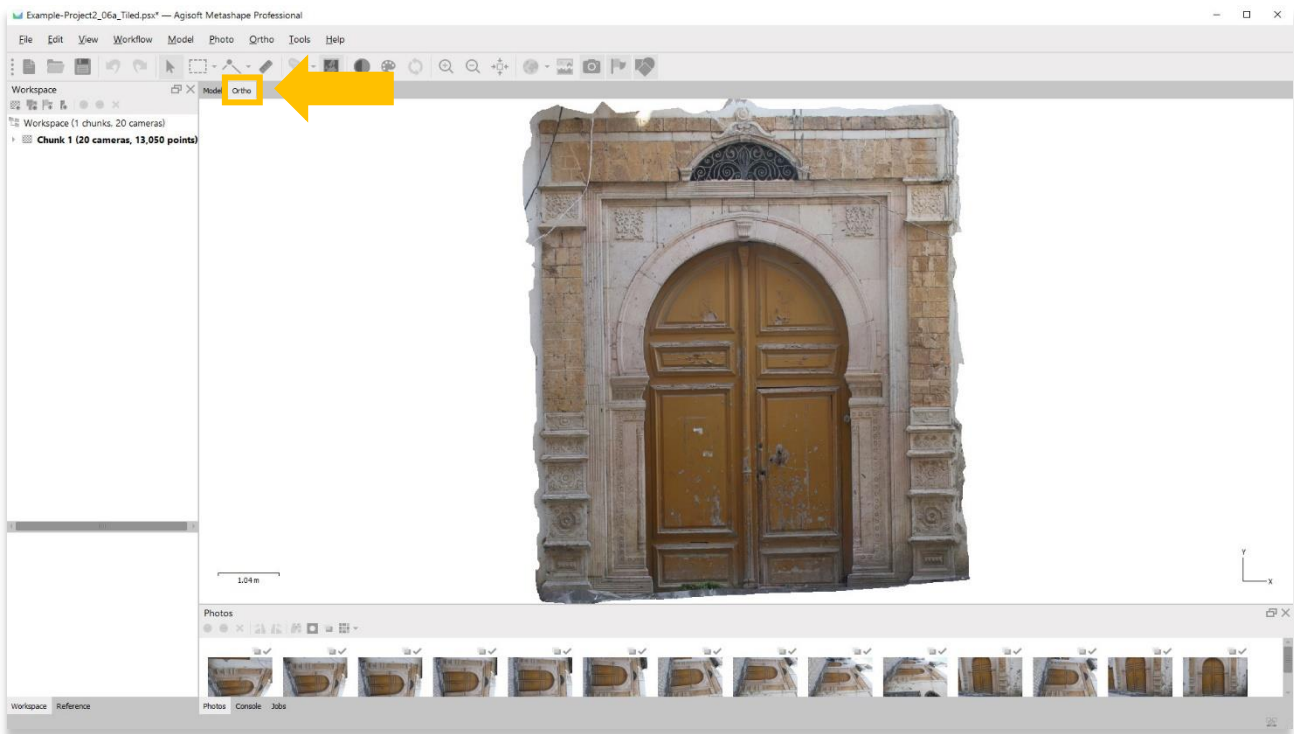 Example-Project2_06a_Tiled.psx* — Agisoft Metashape Professional
File Edit View Workflow Model Photo Ortho Tools Help
Workspace
Model Ortho
Workspace (1 chunks, 20 cameras)
Chunk 1 (20 cameras, 13,050 points)
1.04 m
Y
X
Photos
Workspace Reference
Photos Console Jobs